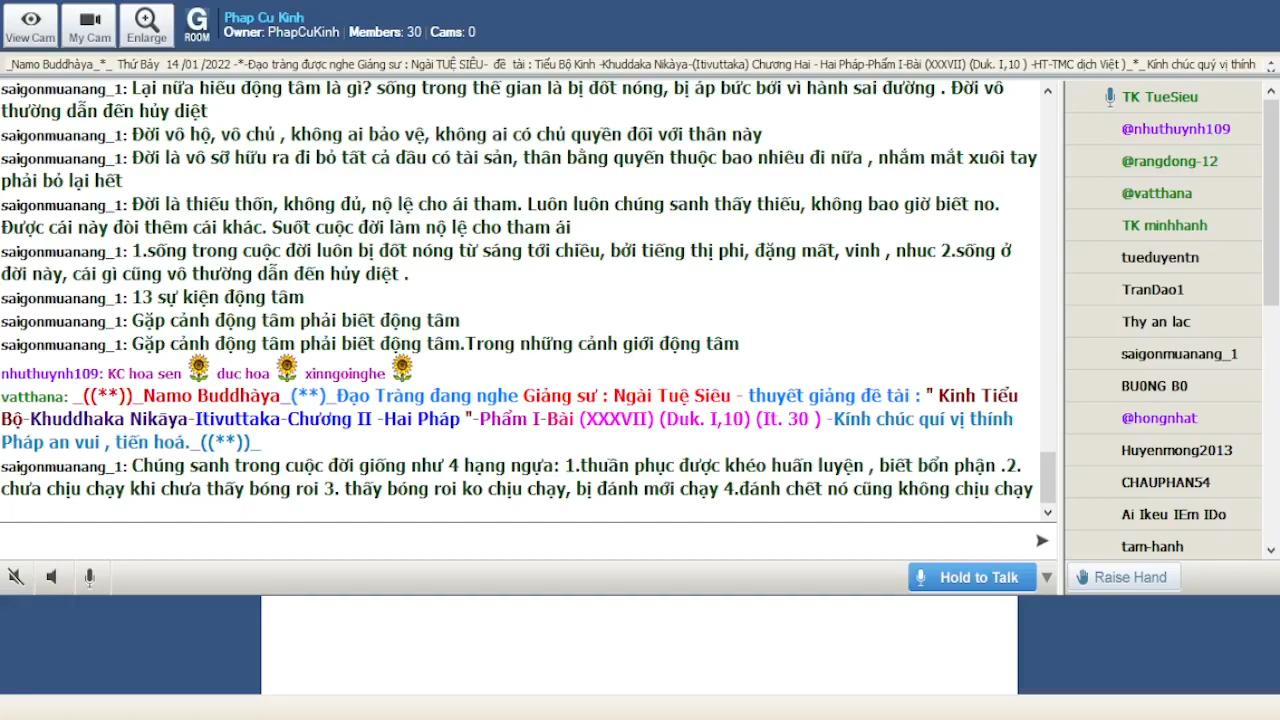 View Cam
My Cam
Enlarge
G
ROOM
Phap Cu Kinh
Owner: PhapCuKinh | Members: 30 | Cams: 0
_Namo Buddhàya_*_ Thứ Bảy 14 /01 /2022 -*-Đạo tràng được nghe Giảng sư : Ngài TUỆ SIÊU- đề tài : Tiểu Bộ Kinh -Khuddaka Nikàya-(Itivuttaka) Chương Hai - Hai Pháp-Phẩm I-Bài (XXXVII) (Duk. I,10 ) -HT-TMC dịch Việt )_*_Kính chúc quý vị thính
saigonmuanang_1: Lại nữa hiểu động tâm là gì? sống trong thế gian là bị đốt nóng, bị áp bức bới vì hành sai đường . Đời vô
thường dẫn đến hủy diệt
saigonmuanang_1: Đời vô hộ, vô chủ , không ai bảo vệ, không ai có chủ quyền đối với thân này
saigonmuanang_1: Đời là vô sỡ hữu ra đi bỏ tất cả dầu có tài sản, thân bằng quyến thuộc bao nhiêu đi nữa , nhắm mắt xuôi tay
phải bỏ lại hết
saigonmuanang_1: Đời là thiếu thốn, không đủ, nộ lệ cho ái tham. Luôn luôn chúng sanh thấy thiếu, không bao giờ biết no.
Được cái này đòi thêm cái khác. Suốt cuộc đời làm nộ lệ cho tham ái
saigonmuanang_1: 1.sống trong cuộc đời luôn bị đốt nóng từ sáng tới chiều, bởi tiếng thị phi, đặng mất, vinh , nhuc 2.sống ở
đời này, cái gì cũng vô thường dẫn đến hủy diệt .
saigonmuanang_1: 13 sự kiện động tâm
saigonmuanang_1: Gặp cảnh động tâm phải biết động tâm
saigonmuanang_1: Gặp cảnh động tâm phải biết động tâm.Trong những cảnh giới động tâm
nhuthuynh109: KC hoa sen duc hoa xinngoinghe
vatthana: _((**))_Namo Buddhàya_(**)_Đạo Tràng đang nghe Giảng sư : Ngài Tuệ Siêu - thuyết giảng đề tài : " Kinh Tiểu
Bộ-Khuddhaka Nikāya-Itivuttaka-Chương II -Hai Pháp "-Phẩm I-Bài (XXXVII) (Duk. I,10) (It. 30 ) -Kính chúc quí vị thính
Pháp an vui , tiến hoá._((**))_
saigonmuanang_1: Chúng sanh trong cuộc đời giống như 4 hạng ngựa: 1.thuần phục được khéo huấn luyện , biết bổn phận .2.
chưa chịu chạy khi chưa thấy bóng roi 3. thấy bóng roi ko chịu chạy, bị đánh mới chạy 4.đánh chết nó cũng không chịu chạy
Hold to Talk
TK TueSieu
@nhuthuynh109
@rangdong-12
@vatthana
TK minhhanh
tueduyentn
TranDao1
Thy an lac
saigonmuanang_1
BU0NG B0
@hongnhat
Huyenmong2013
CHAUPHAN54
Ai Ikeu IEm IDo
tam-hanh
Raise Hand